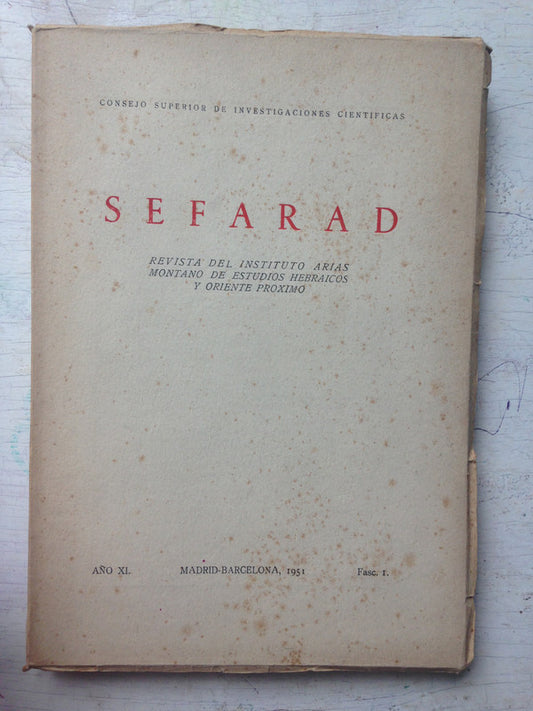 CONSEJO SUPERIOR DE INVESTIGACIONES CIENTIFICAS
SEFARAD
REVISTA DEL INSTITUTO ARIAS
MONTANO DE ESTUDIOS HEBRAICOS
Y ORIENTE PROXIMO
AÑO XI. MADRID-BARCELONA, 1951 Fasc. 1.